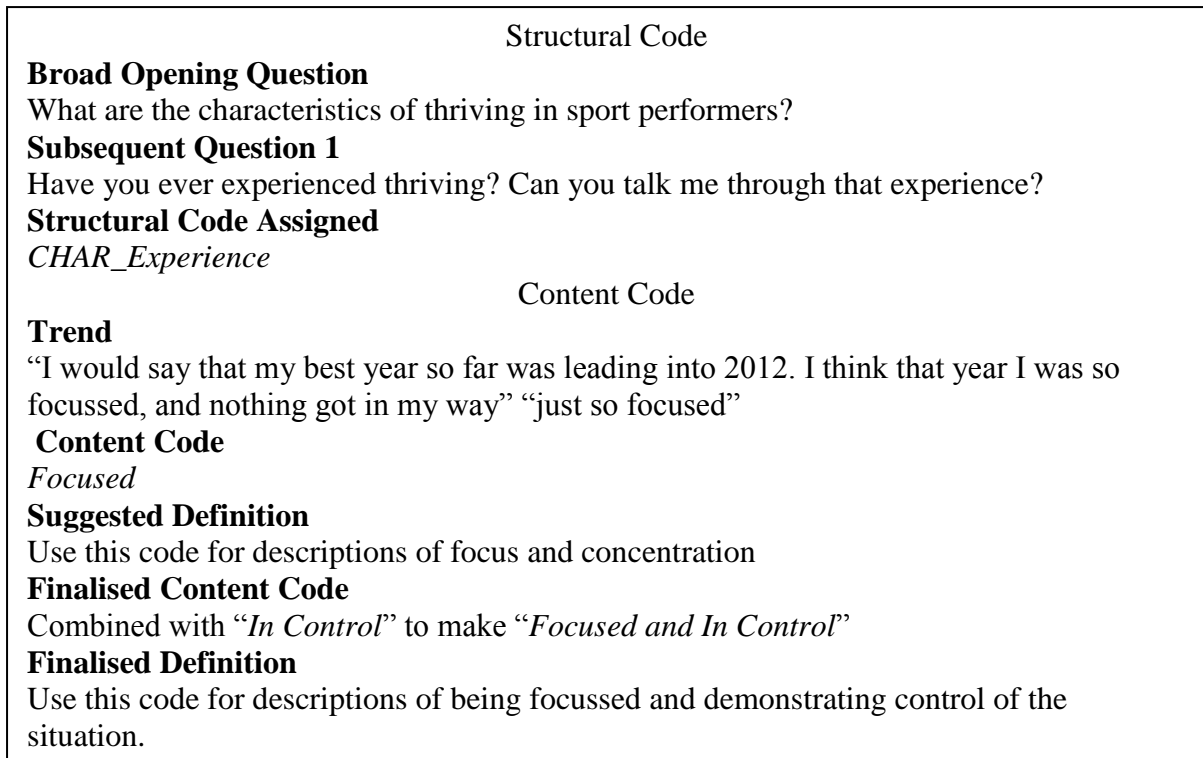 Structural Code
Broad Opening Question
What are the characteristics of thriving in sport performers?
Subsequent Question 1
Have you ever experienced thriving? Can you talk me through that experience?
Structural Code Assigned
CHAR_Experience
Content Code
Trend
“I would say that my best year so far was leading into 2012. I think that year I was so
focussed, and nothing got in my way” “just so focused”
Content Code
Focused
Suggested Definition
Use this code for descriptions of focus and concentration
Finalised Content Code
Combined with “In Control” to make “Focused and In Control”
Finalised Definition
Use this code for descriptions of being focussed and demonstrating control of the
situation.